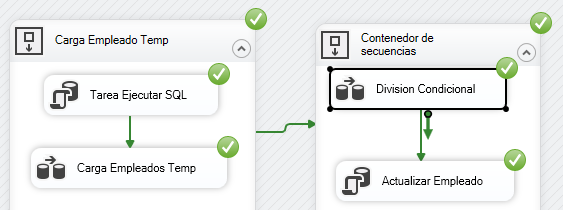 Carga Empleado Temp
Tarea Ejecutar SQL
Carga Empleados Temp
Contenedor de
secuencias
Division Condicional
Actualizar Empleado